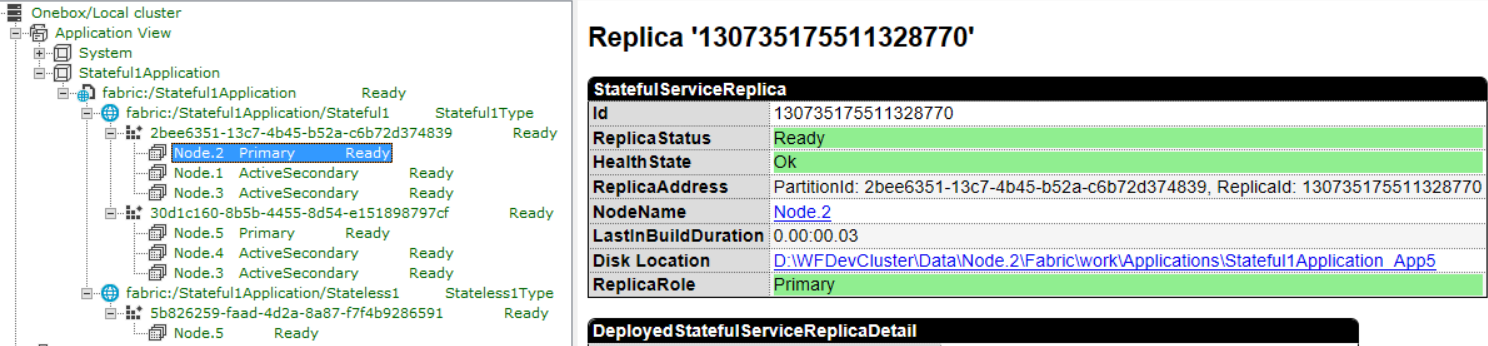 Onebox/Local cluster
Application View
System
Stateful1Application
fabric:/Stateful1Application Ready
fabric:/Stateful1Application/Stateful1 Stateful1Type
2bee6351-13c7-4b45-b52a-c6b72d374839 Ready
Node.2 Primary Ready
Node.1 ActiveSecondary Ready
Node.3 ActiveSecondary Ready
30d1c160-8b5b-4455-8d54-e151898797cf Ready
Node.5 Primary Ready
Node.4 ActiveSecondary Ready
Node.3 ActiveSecondary Ready
fabric:/Stateful1Application/Stateless1 Stateless1Type
5b826259-faad-4d2a-8a87-f7f4b9286591 Ready
Node.5 Ready
Replica '130735175511328770'
StatefulServiceReplica
Id 130735175511328770
ReplicaStatus Ready
HealthState Ok
ReplicaAddress PartitionId: 2bee6351-13c7-4b45-b52a-c6b72d374839, ReplicaId: 130735175511328770
NodeName Node.2
LastInBuildDuration 0.00:00.03
Disk Location D:\WFDevCluster\Data\Node.2\Fabric\work\Applications\Stateful1Application_App5
ReplicaRole Primary
DeployedStatefulServiceReplicaDetail